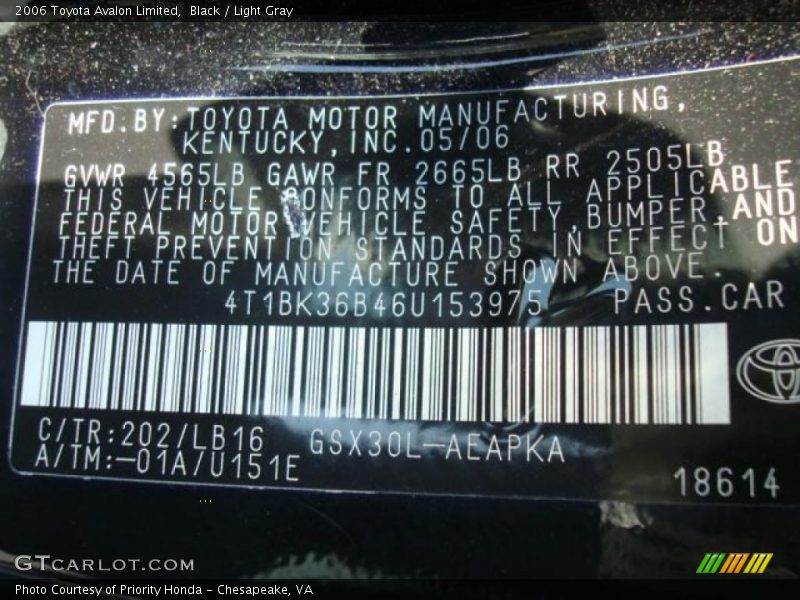 2006 Toyota Avalon Limited, Black / Light Gray
MFD.BY:TOYOTA MOTOR MANUFACTURING,
KENTUCKY,INC.05/06
GVWR 4565LB GAWR FR 2665LB RR 2505LB
THIS VEHICLE CONFORMS TO ALL APPLICABLE
FEDERAL MOTOR VEHICLE SAFETY,BUMPER,AND
THEFT PREVENTION STANDARDS IN EFFECT ON
THE DATE OF MANUFACTURE SHOWN ABOVE.
4T1BK36B46U153975 PASS.CAR
C/TR:202/LB16 GSX30L-AEAPKA
A/TM:-01A/U151E
18614
GTCARLOT.COM
Photo Courtesy of Priority Honda - Chesapeake, VA